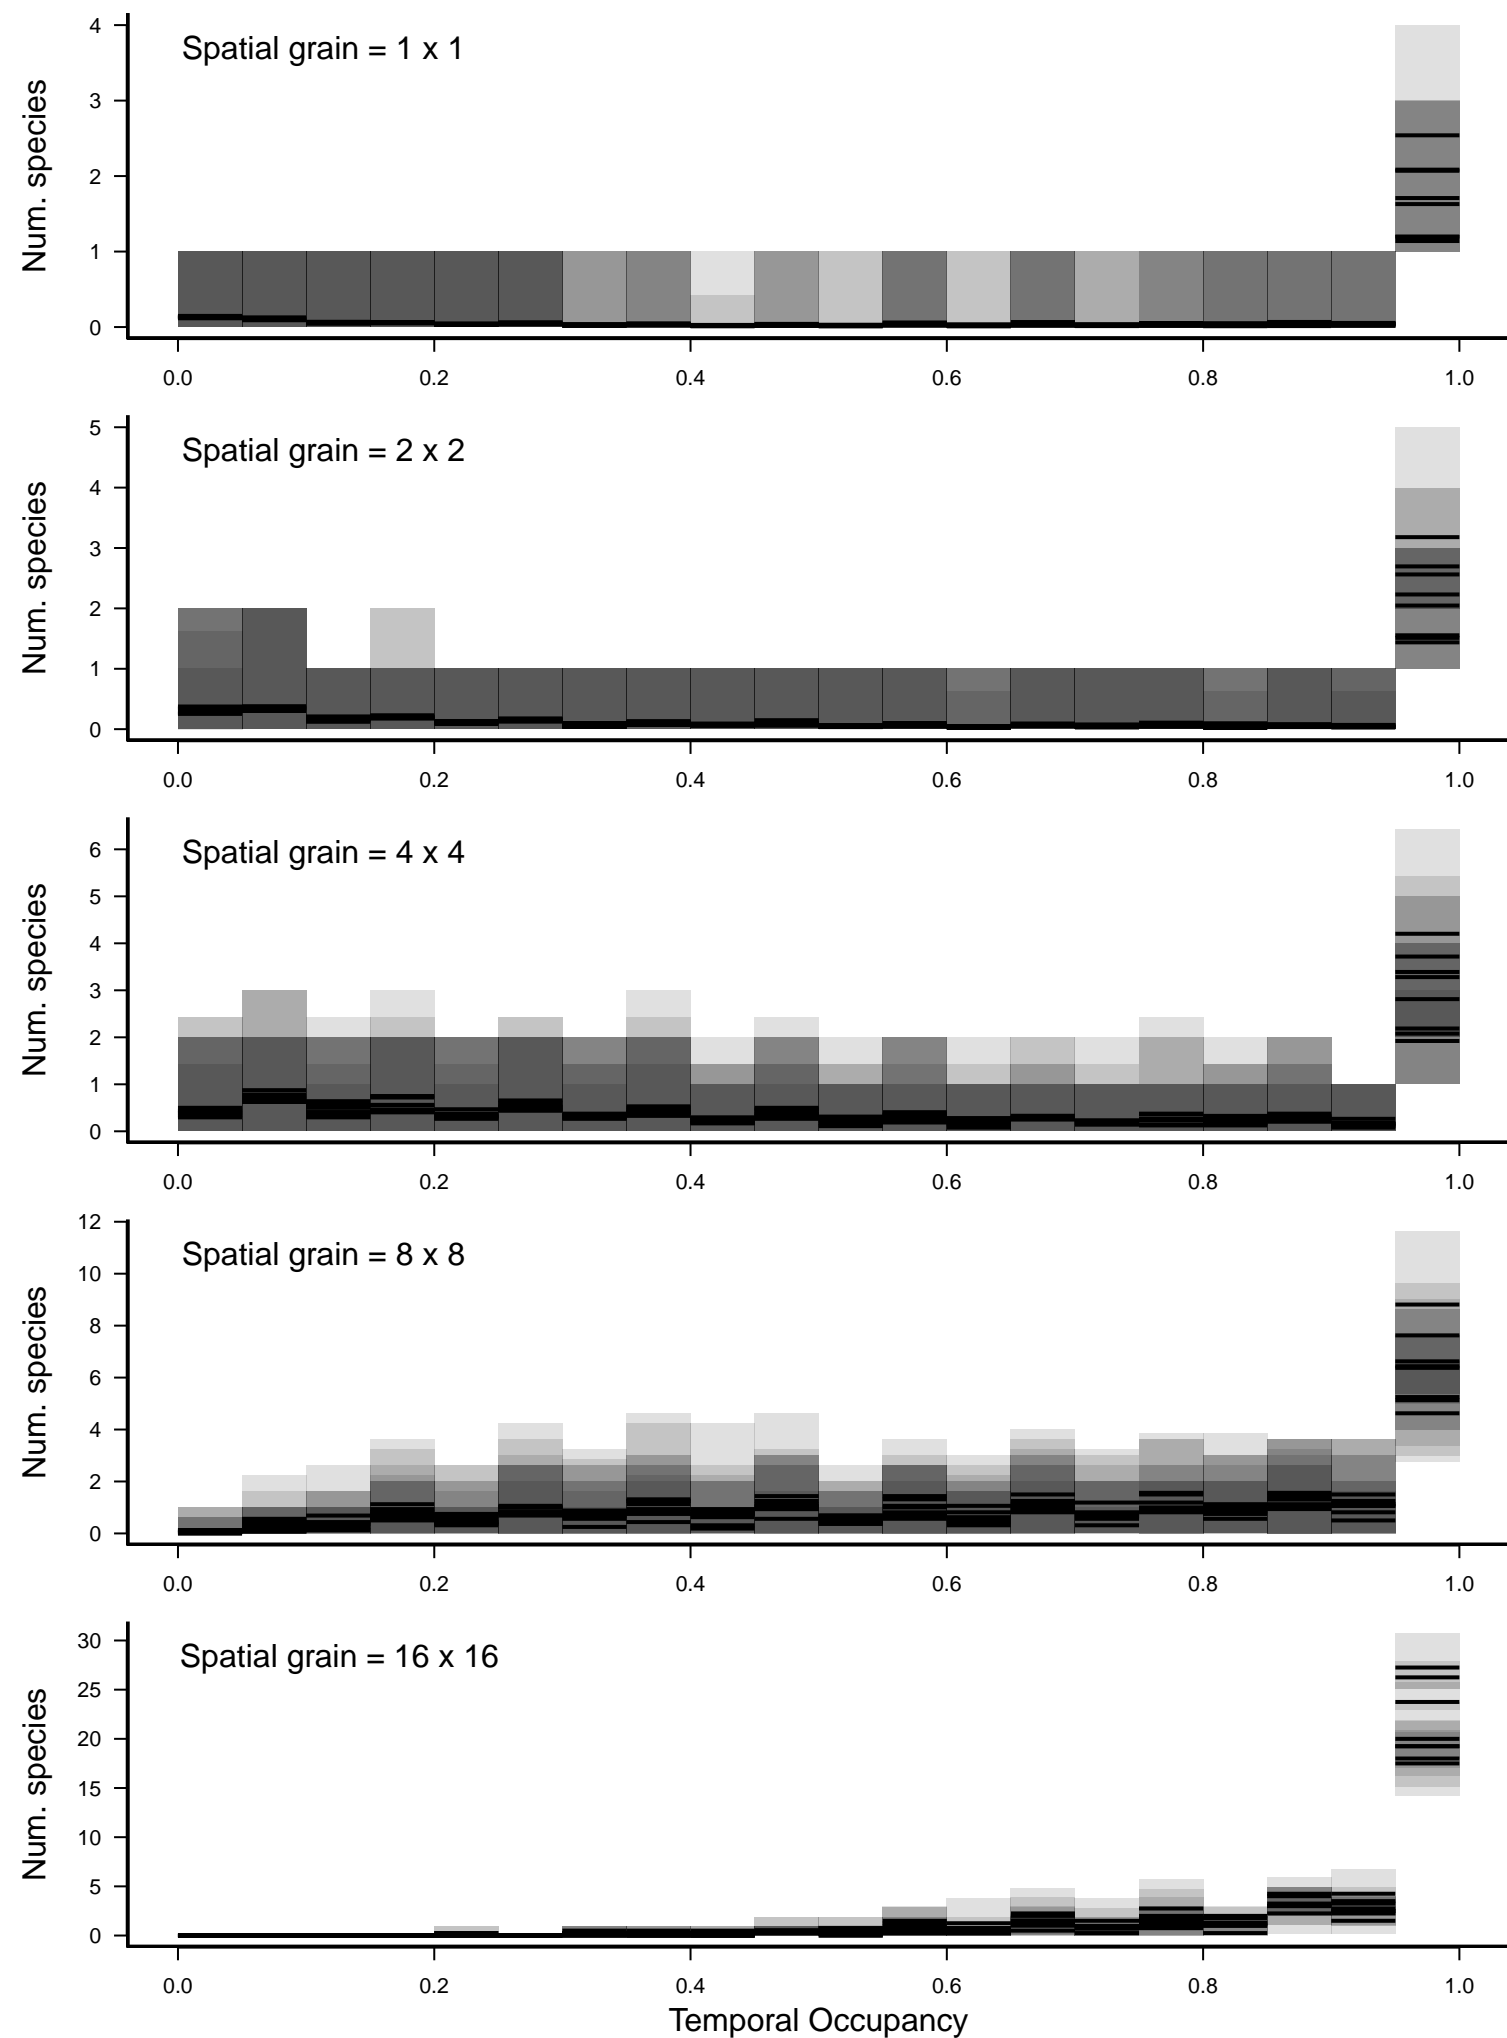 Spatial grain = 1 x 1
Num. species
4
3
2
1
0
0.0 0.2 0.4 0.6 0.8 1.0
Spatial grain = 2 x 2
Num. species
5
4
3
2
1
0
0.0 0.2 0.4 0.6 0.8 1.0
Spatial grain = 4 x 4
Num. species
6
5
4
3
2
1
0
0.0 0.2 0.4 0.6 0.8 1.0
Spatial grain = 8 x 8
Num. species
12
10
8
6
4
2
0
0.0 0.2 0.4 0.6 0.8 1.0
Spatial grain = 16 x 16
Num. species
30
25
20
15
10
5
0
0.0 0.2 0.4 0.6 0.8 1.0
Temporal Occupancy